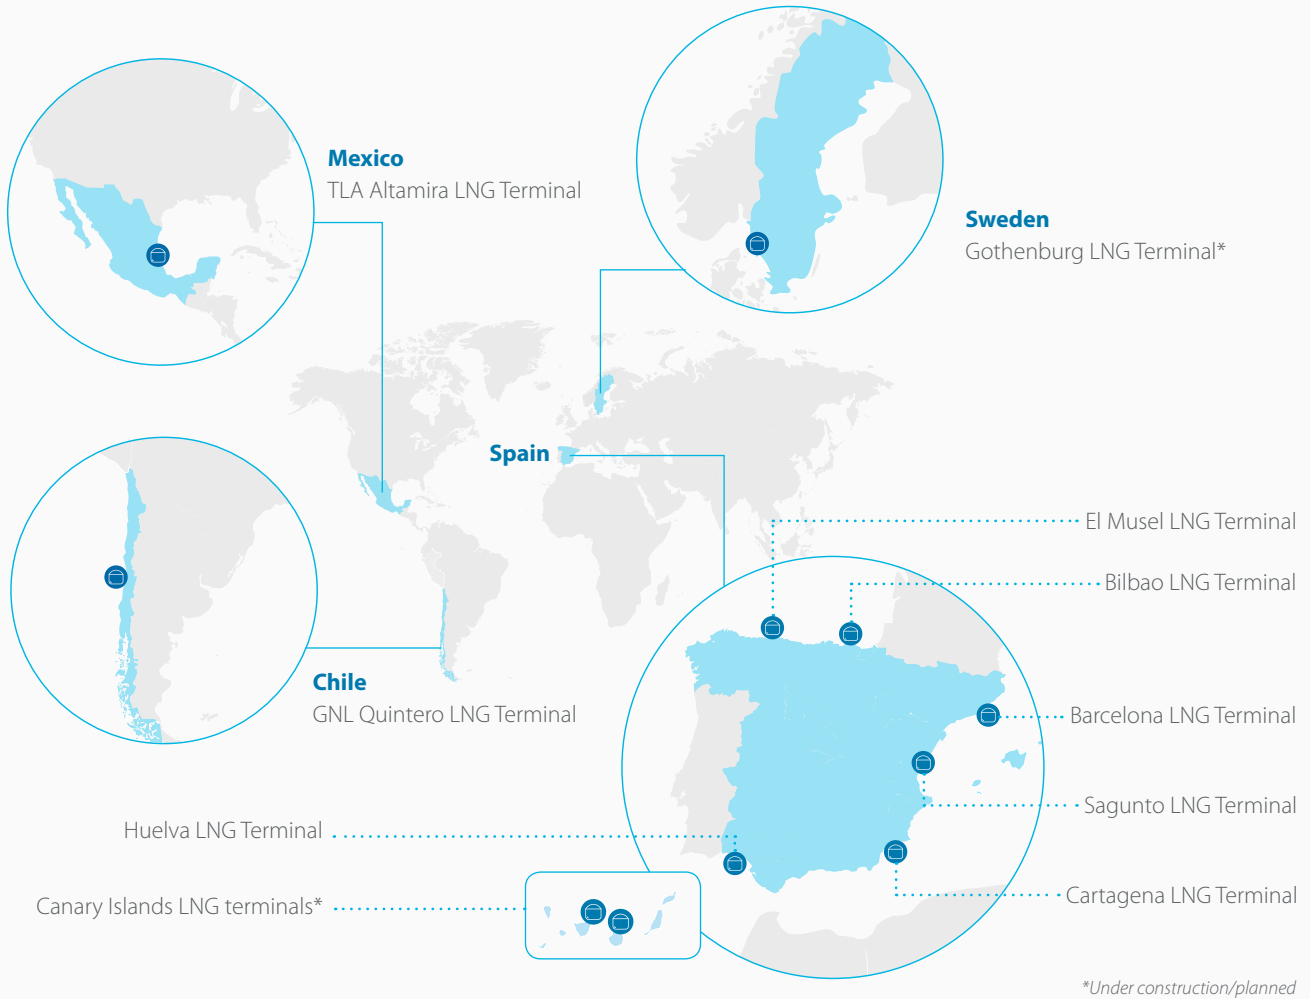 Mexico
TLA Altamira LNG Terminal
Sweden
Gothenburg LNG Terminal*
Spain
El Musel LNG Terminal
Bilbao LNG Terminal
Chile
GNL Quintero LNG Terminal
Barcelona LNG Terminal
Sagunto LNG Terminal
Huelva LNG Terminal
Cartagena LNG Terminal
Canary Islands LNG terminals*
*Under construction/planned